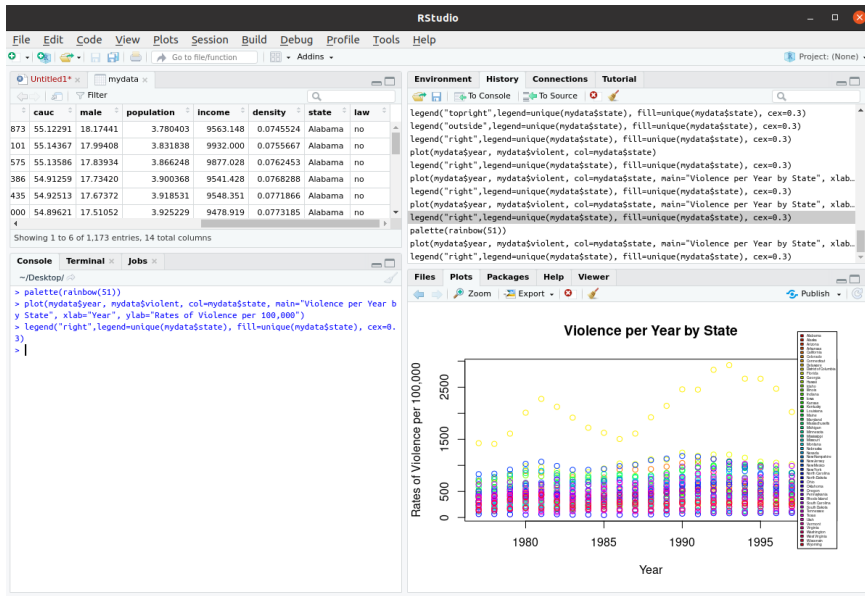 RStudio
File Edit Code View Plots Session Build Debug Profile Tools Help
Go to file/function Addins Project: (None)
Untitled1* mydata
Filter
cauc male population income density state law
873 55.12291 18.17441 3.780403 9563.148 0.0745524 Alabama no
101 55.14367 17.99408 3.831838 9932.000 0.0755667 Alabama no
575 55.13586 17.83934 3.866248 9877.028 0.0762453 Alabama no
386 54.91259 17.73420 3.900368 9541.428 0.0768288 Alabama no
435 54.92513 17.67372 3.918531 9548.351 0.0771866 Alabama no
000 54.89621 17.51052 3.925229 9478.919 0.0773185 Alabama no
Showing 1 to 6 of 1,173 entries, 14 total columns
Console Terminal Jobs
~/Desktop/
> palette(rainbow(51))
> plot(mydata$year, mydata$violent, col=mydata$state, main="Violence per Year b
y State", xlab="Year", ylab="Rates of Violence per 100,000")
> legend("right",legend=unique(mydata$state), fill=unique(mydata$state), cex=0.
3)
>
Environment History Connections Tutorial
To Console To Source
legend("topright",legend=unique(mydata$state), fill=unique(mydata$state), cex=0.3)
legend("outside",legend=unique(mydata$state), fill=unique(mydata$state), cex=0.3)
legend("right",legend=unique(mydata$state), fill=unique(mydata$state), cex=0.3)
plot(mydata$year, mydata$violent, col=mydata$state)
legend("right",legend=unique(mydata$state), fill=unique(mydata$state), cex=0.3)
plot(mydata$year, mydata$violent, col=mydata$state, main="Violence per Year by State", xlab…
legend("right",legend=unique(mydata$state), fill=unique(mydata$state), cex=0.3)
plot(mydata$year, mydata$violent, col=mydata$state, main="Violence per Year by State", xlab…
legend("right",legend=unique(mydata$state), fill=unique(mydata$state), cex=0.3)
palette(rainbow(51))
plot(mydata$year, mydata$violent, col=mydata$state, main="Violence per Year by State", xlab…
legend("right",legend=unique(mydata$state), fill=unique(mydata$state), cex=0.3)
Files Plots Packages Help Viewer
Zoom Export Publish
Violence per Year by State
Rates of Violence per 100,000
2500
1500
500
0
1980 1985 1990 1995
Year